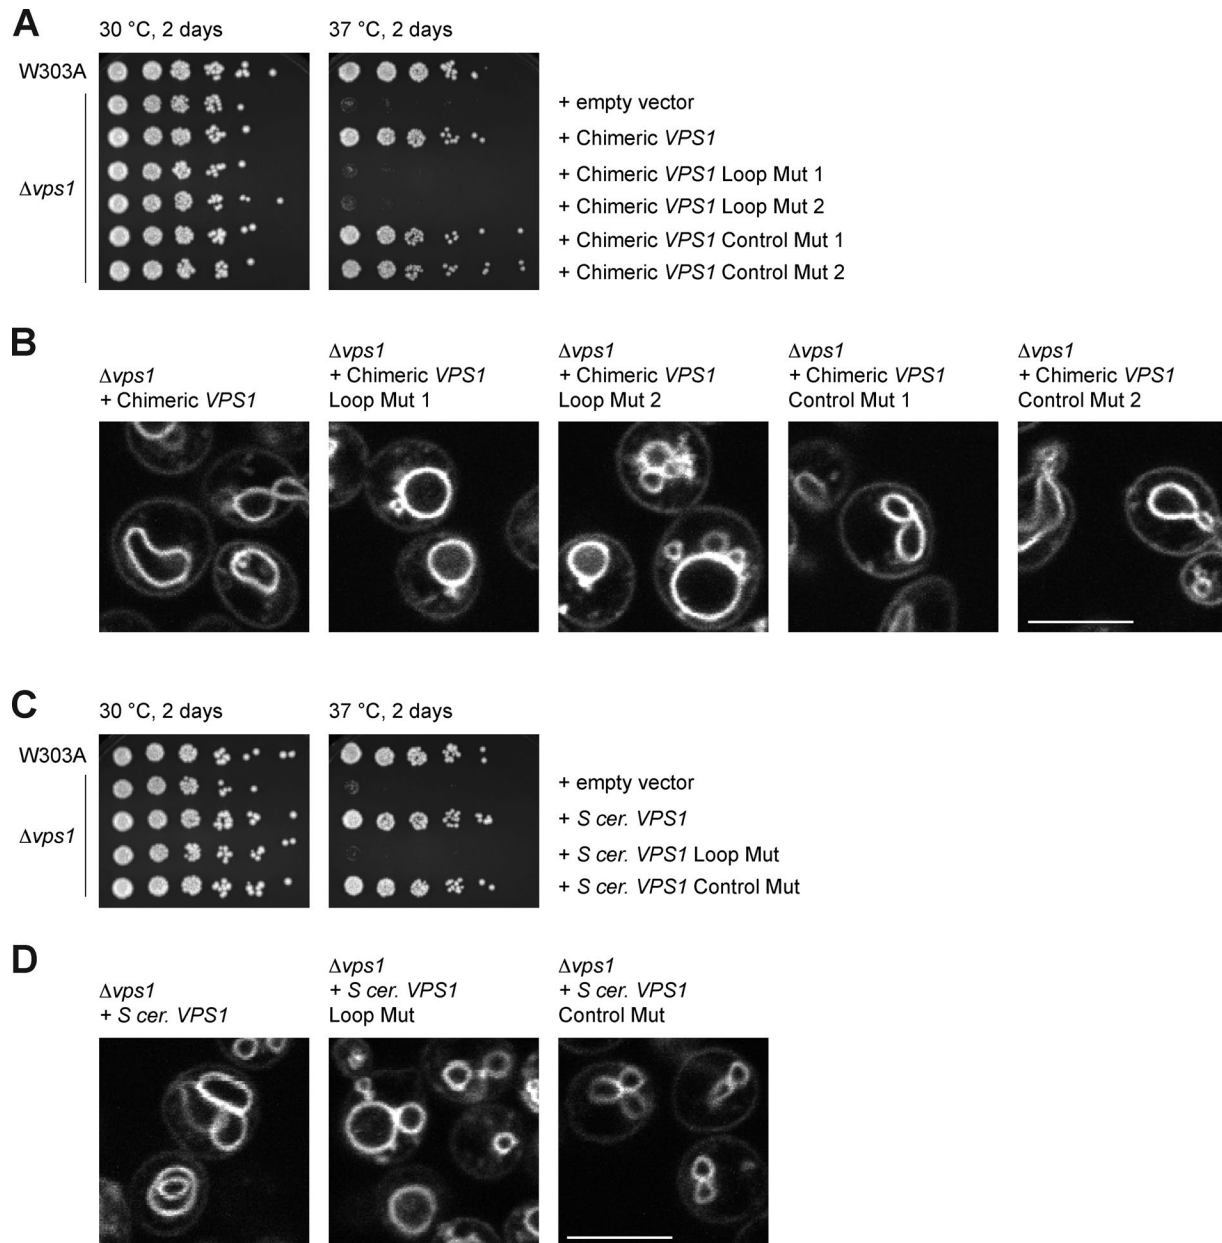 A
30 °C, 2 days
37 °C, 2 days
W303A
Δvps1
+ empty vector
+ Chimeric VPS1
+ Chimeric VPS1 Loop Mut 1
+ Chimeric VPS1 Loop Mut 2
+ Chimeric VPS1 Control Mut 1
+ Chimeric VPS1 Control Mut 2
B
Δvps1
+ Chimeric VPS1
Δvps1
+ Chimeric VPS1
Loop Mut 1
Δvps1
+ Chimeric VPS1
Loop Mut 2
Δvps1
+ Chimeric VPS1
Control Mut 1
Δvps1
+ Chimeric VPS1
Control Mut 2
C
30 °C, 2 days
37 °C, 2 days
W303A
Δvps1
+ empty vector
+ S cer. VPS1
+ S cer. VPS1 Loop Mut
+ S cer. VPS1 Control Mut
D
Δvps1
+ S cer. VPS1
Δvps1
+ S cer. VPS1
Loop Mut
Δvps1
+ S cer. VPS1
Control Mut